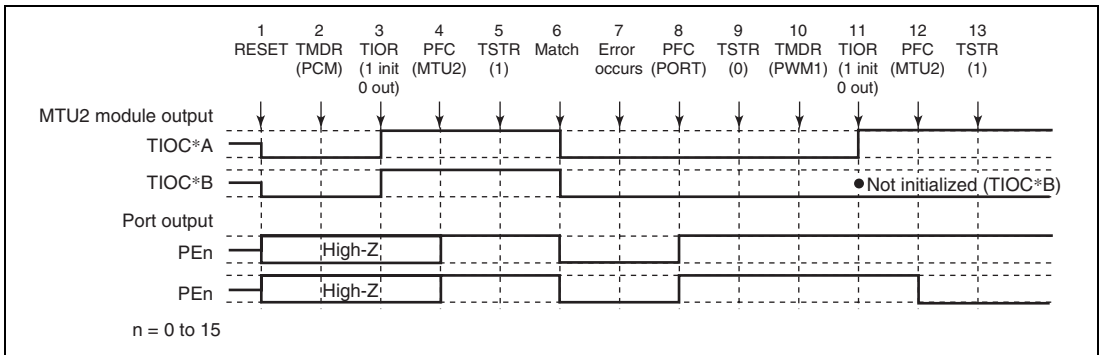 1 2 3 4 5 6 7 8 9 10 11 12 13
RESET TMDR TIOR PFC TSTR Match Error PFC TSTR TMDR TIOR PFC TSTR
(PCM) (1 init (MTU2) (1) occurs (PORT) (0) (PWM1) (1 init (MTU2) (1)
0 out) 0 out)
MTU2 module output
TIOC*A
TIOC*B
●Not initialized (TIOC*B)
Port output
PEn
High-Z
PEn
High-Z
n = 0 to 15